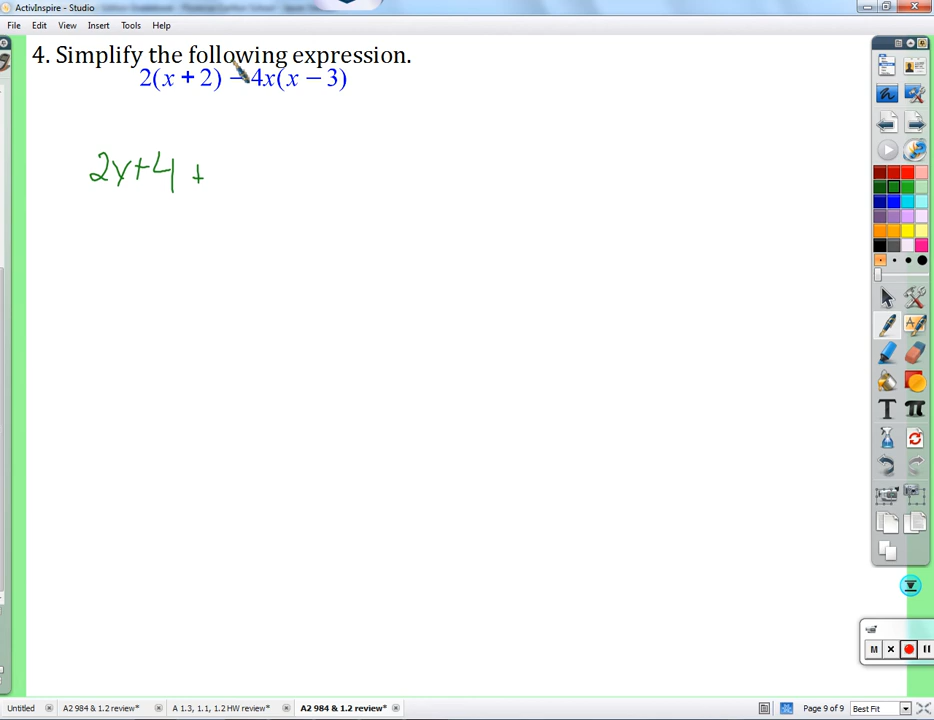 ActivInspire - Studio
File Edit View Insert Tools Help
4. Simplify the following expression.
2(x + 2) − 4x(x − 3)
2x+4 +
M
Untitled A2 984 & 1.2 review* A 1.3, 1.1, 1.2 HW review* A2 984 & 1.2 review* Page 9 of 9 Best Fit